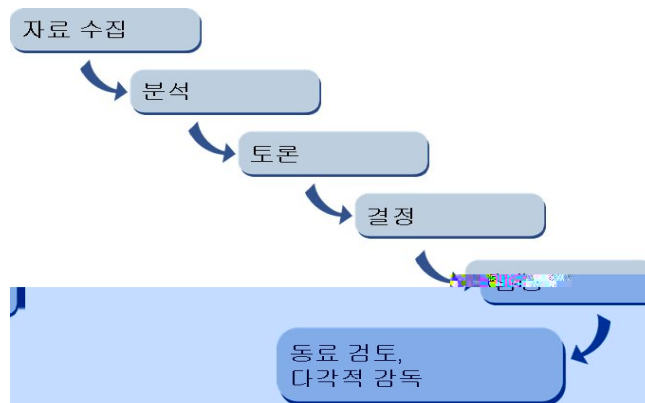 자료 수집
분석
토론
결정
동료 검토,
다각적 감독